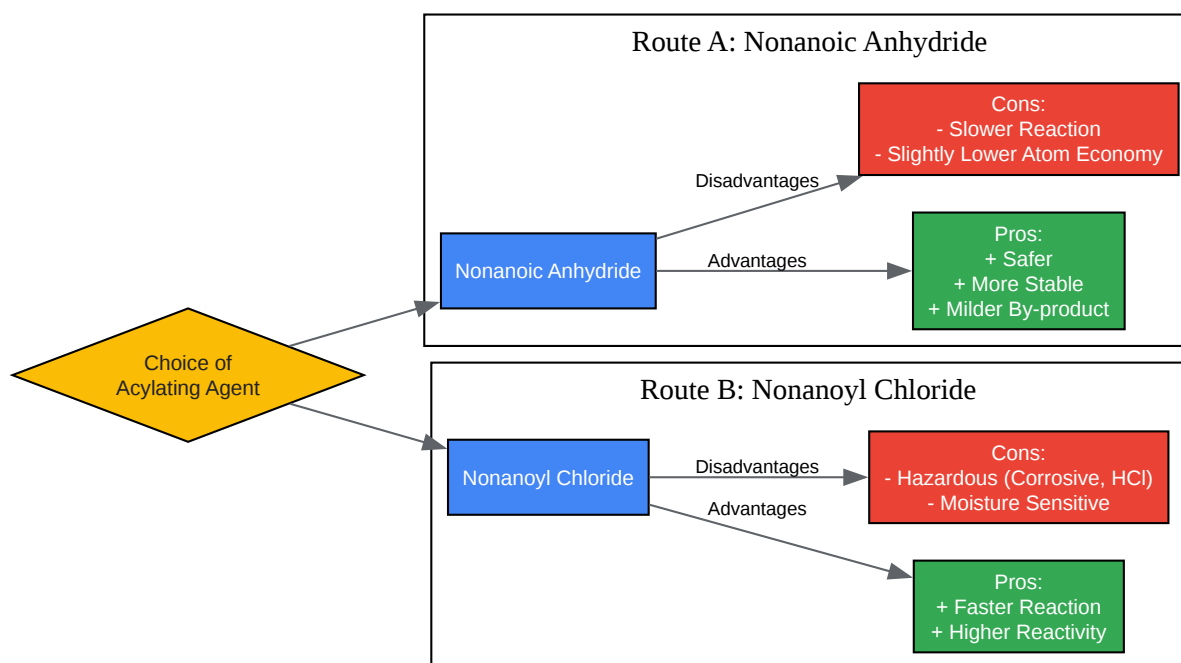 Route A: Nonanoic Anhydride
Cons:
- Slower Reaction
- Slightly Lower Atom Economy
Disadvantages
Nonanoic Anhydride
Advantages
Pros:
+ Safer
+ More Stable
+ Milder By-product
Choice of
Acylating Agent
Route B: Nonanoyl Chloride
Nonanoyl Chloride
Disadvantages
Cons:
- Hazardous (Corrosive, HCl)
- Moisture Sensitive
Advantages
Pros:
+ Faster Reaction
+ Higher Reactivity